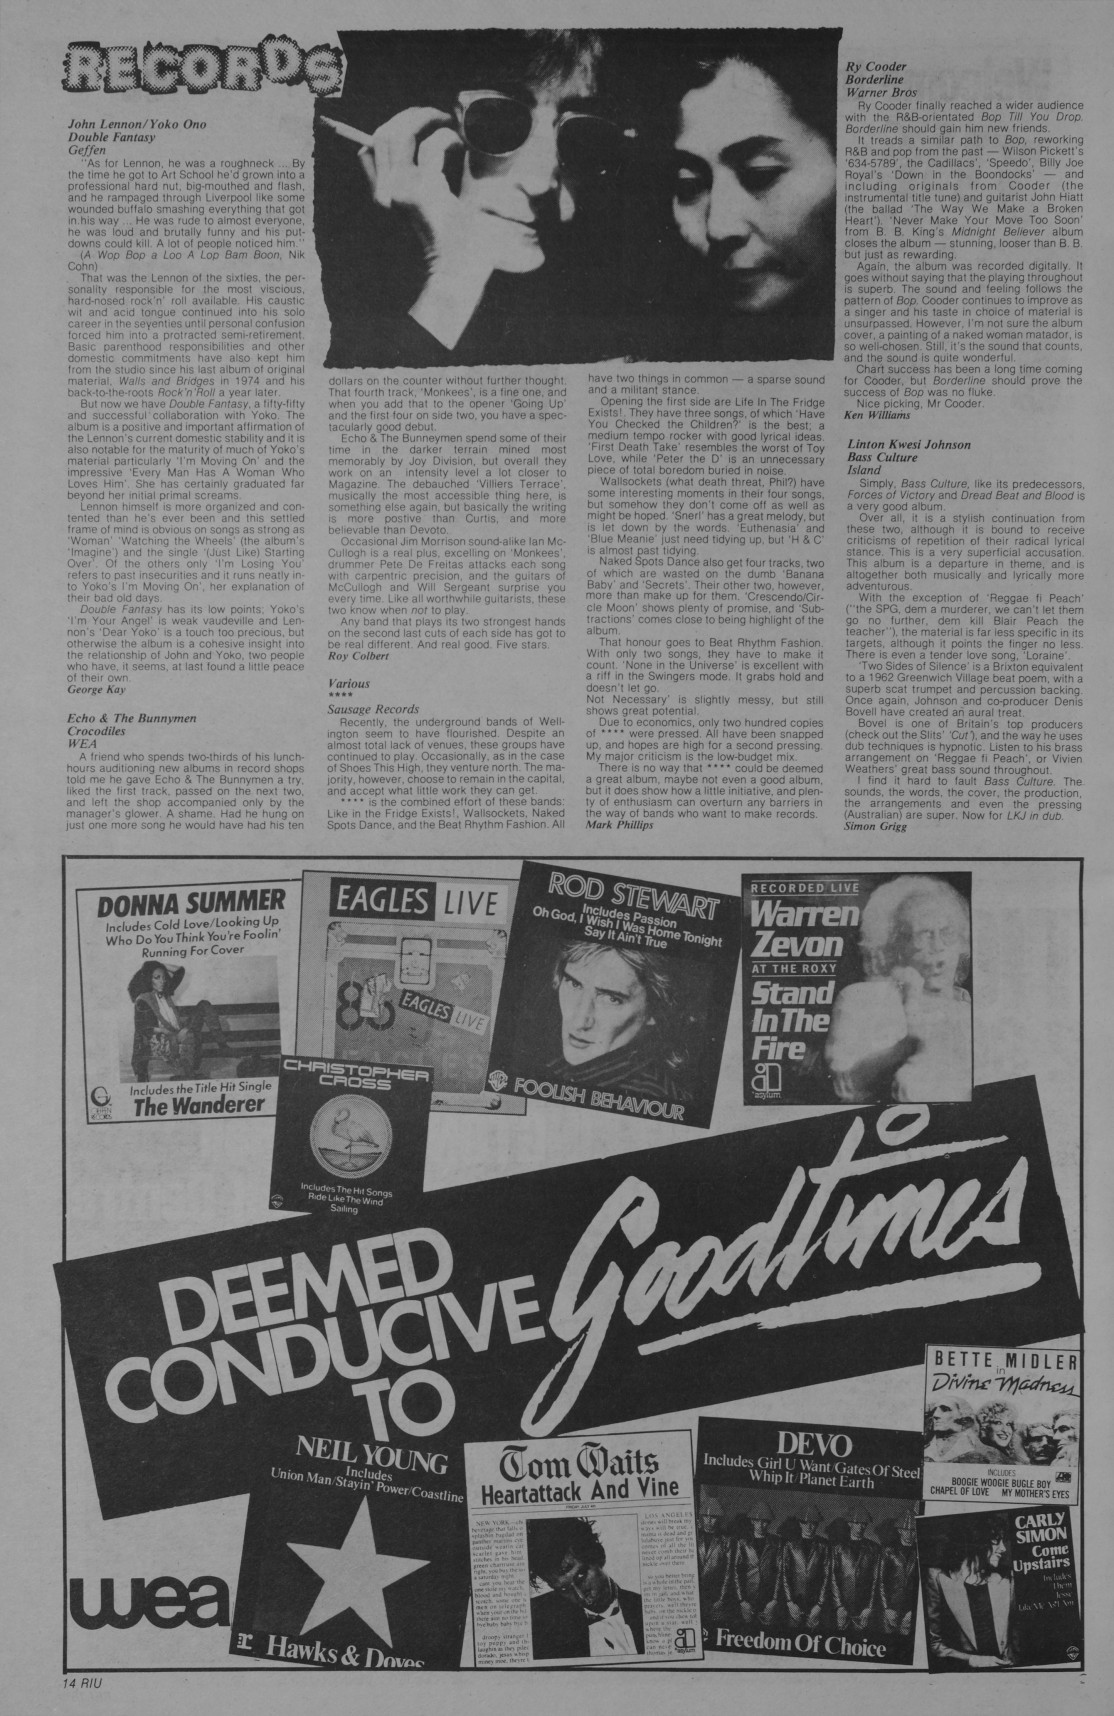 RECORDS
John Lennon/Yoko Ono
Double Fantasy
Geffen
"As for Lennon, he was a roughneck ... By
the time he got to Art School he'd grown into a
professional hard nut, big-mouthed and flash,
and he rampaged through Liverpool like some
wounded buffalo smashing everything that got
in his way ... He was rude to almost everyone,
he was loud and brutally funny and his put-
downs could kill. A lot of people noticed him."
(A Wop Bop a Loo A Lop Bam Boon, Nik
Cohn)
That was the Lennon of the sixties, the per-
sonality responsible for the most viscious,
hard-nosed rock'n' roll available. His caustic
wit and acid tongue continued into his solo
career in the seventies until personal confusion
forced him into a protracted semi-retirement.
Basic parenthood responsibilities and other
domestic commitments have also kept him
from the studio since his last album of original
material, Walls and Bridges in 1974 and his
back-to-the-roots Rock'n'Roll a year later.
But now we have Double Fantasy, a fifty-fifty
and successful collaboration with Yoko. The
album is a positive and important affirmation of
the Lennon's current domestic stability and it is
also notable for the maturity of much of Yoko's
material particularly 'I'm Moving On' and the
impressive 'Every Man Has A Woman Who
Loves Him'. She has certainly graduated far
beyond her initial primal screams.
Lennon himself is more organized and con-
tented than he's ever been and this settled
frame of mind is obvious on songs as strong as
'Woman' 'Watching the Wheels' (the album's
'Imagine') and the single '(Just Like) Starting
Over'. Of the others only 'I'm Losing You'
refers to past insecurities and it runs neatly in-
to Yoko's I'm Moving On', her explanation of
their bad old days.
Double Fantasy has its low points; Yoko's
'I'm Your Angel' is weak vaudeville and Len-
non's 'Dear Yoko' is a touch too precious, but
otherwise the album is a cohesive insight into
the relationship of John and Yoko, two people
who have, it seems, at last found a little peace
of their own.
George Kay
Echo & The Bunnymen
Crocodiles
WEA
A friend who spends two-thirds of his lunch-
hours auditioning new albums in record shops
told me he gave Echo & The Bunnymen a try,
liked the first track, passed on the next two,
and left the shop accompanied only by the
manager's glower. A shame. Had he hung on
just one more song he would have had his ten
dollars on the counter without further thought.
That fourth track, 'Monkees', is a fine one, and
when you add that to the opener 'Going Up'
and the first four on side two, you have a spec-
tacularly good debut.
Echo & The Bunneymen spend some of their
time in the darker terrain mined most
memorably by Joy Division, but overall they
work on an intensity level a lot closer to
Magazine. The debauched 'Villiers Terrace',
musically the most accessible thing here, is
something else again, but basically the writing
is more postive than Curtis, and more
believable than Devoto.
Occasional Jim Morrison sound-alike Ian Mc-
Cullogh is a real plus, excelling on 'Monkees',
drummer Pete De Freitas attacks each song
with carpentric precision, and the guitars of
McCullogh and Will Sergeant surprise you
every time. Like all worthwhile guitarists, these
two know when not to play.
Any band that plays its two strongest hands
on the second last cuts of each side has got to
be real different. And real good. Five stars.
Roy Colbert
Various
****
Sausage Records
Recently, the underground bands of Well-
ington seem to have flourished. Despite an
almost total lack of venues, these groups have
continued to play. Occasionally, as in the case
of Shoes This High, they venture north. The ma-
jority, however, choose to remain in the capital,
and accept what little work they can get.
**** is the combined effort of these bands:
Like in the Fridge Exists!, Wallsockets, Naked
Spots Dance, and the Beat Rhythm Fashion. All
have two things in common — a sparse sound
and a militant stance.
Opening the first side are Life In The Fridge
Exists!. They have three songs, of which 'Have
You Checked the Children?' is the best; a
medium tempo rocker with good lyrical ideas.
'First Death Take' resembles the worst of Toy
Love, while 'Peter the D' is an unnecessary
piece of total boredom buried in noise.
Wallsockets (what death threat, Phil?) have
some interesting moments in their four songs,
but somehow they don't come off as well as
might be hoped. 'Snerl' has a great melody, but
is let down by the words. 'Euthenasia' and
'Blue Meanie' just need tidying up, but 'H & C'
is almost past tidying.
Naked Spots Dance also get four tracks, two
of which are wasted on the dumb 'Banana
Baby' and 'Secrets'. Their other two, however,
more than make up for them. 'Crescendo/Cir-
cle Moon' shows plenty of promise, and 'Sub-
tractions' comes close to being highlight of the
album.
That honour goes to Beat Rhythm Fashion.
With only two songs, they have to make it
count. 'None in the Universe' is excellent with
a riff in the Swingers mode. It grabs hold and
doesn't let go.
Not Necessary' is slightly messy, but still
shows great potential.
Due to economics, only two hundred copies
of **** were pressed. All have been snapped
up, and hopes are high for a second pressing.
My major criticism is the low-budget mix.
There is no way that **** could be deemed
a great album, maybe not even a good album,
but it does show how a little initiative, and plen-
ty of enthusiasm can overturn any barriers in
the way of bands who want to make records.
Mark Phillips
Ry Cooder
Borderline
Warner Bros
Ry Cooder finally reached a wider audience
with the R&B-orientated Bop Till You Drop.
Borderline should gain him new friends.
It treads a similar path to Bop, reworking
R&B and pop from the past — Wilson Pickett's
'634-5789', the Cadillacs', 'Speedo', Billy Joe
Royal's 'Down in the Boondocks' — and
including originals from Cooder (the
instrumental title tune) and guitarist John Hiatt
(the ballad 'The Way We Make a Broken
Heart'). 'Never Make Your Move Too Soon'
from B. B. King's Midnight Believer album
closes the album — stunning, looser than B. B.
but just as rewarding.
Again, the album was recorded digitally. It
goes without saying that the playing throughout
is superb. The sound and feeling follows the
pattern of Bop. Cooder continues to improve as
a singer and his taste in choice of material is
unsurpassed. However, I'm not sure the album
cover, a painting of a naked woman matador, is
so well-chosen. Still, it's the sound that counts,
and the sound is quite wonderful.
Chart success has been a long time coming
for Cooder, but Borderline should prove the
success of Bop was no fluke.
Nice picking, Mr Cooder.
Ken Williams
Linton Kwesi Johnson
Bass Culture
Island
Simply, Bass Culture, like its predecessors,
Forces of Victory and Dread Beat and Blood is
a very good album.
Over all, it is a stylish continuation from
these two, although it is bound to receive
criticisms of repetition of their radical lyrical
stance. This is a very superficial accusation.
This album is a departure in theme, and is
altogether both musically and lyrically more
adventurous.
With the exception of 'Reggae fi Peach'
("the SPG, dem a murderer, we can't let them
go no further, dem kill Blair Peach the
teacher"), the material is far less specific in its
targets, although it points the finger no less.
There is even a tender love song, 'Loraine'.
'Two Sides of Silence' is a Brixton equivalent
to a 1962 Greenwich Village beat poem, with a
superb scat trumpet and percussion backing.
Once again, Johnson and co-producer Denis
Bovell have created an aural treat.
Bovel is one of Britain's top producers
(check out the Slits' 'Cut'), and the way he uses
dub techniques is hypnotic. Listen to his brass
arrangement on 'Reggae fi Peach', or Vivien
Weathers' great bass sound throughout.
I find it hard to fault Bass Culture. The
sounds, the words, the cover, the production,
the arrangements and even the pressing
(Australian) are super. Now for LKJ in dub.
Simon Grigg
DONNA SUMMER
Includes Cold Love/Looking Up
Who Do You Think You're Foolin'
Running For Cover
Includes the Title Hit Single
The Wanderer
EAGLES LIVE
EAGLES LIVE
CHRISTOPHER
CROSS
Includes The Hit Songs
Ride Like The Wind
Sailing
ROD STEWART
Includes Passion
Oh God, I Wish I Was Home Tonight
Say It Ain't True
FOOLISH BEHAVIOUR
RECORDED LIVE
Warren
Zevon
AT THE ROXY
Stand
In The
Fire
asylum
DEEMED
CONDUCIVE
TO
Goodtimes
BETTE MIDLER
in
Divine Madness
INCLUDES
BOOGIE WOOGIE BUGLE BOY
CHAPEL OF LOVE MY MOTHER'S EYES
NEIL YOUNG
Includes
Union Man/Stayin' Power/Coastline
Hawks & Doves
Tom Waits
Heartattack And Vine
DEVO
Includes Girl U Want/Gates Of Steel
Whip It/Planet Earth
Freedom Of Choice
CARLY
SIMON
Come
Upstairs
Includes
Them
Jesse
wea
14 RIU